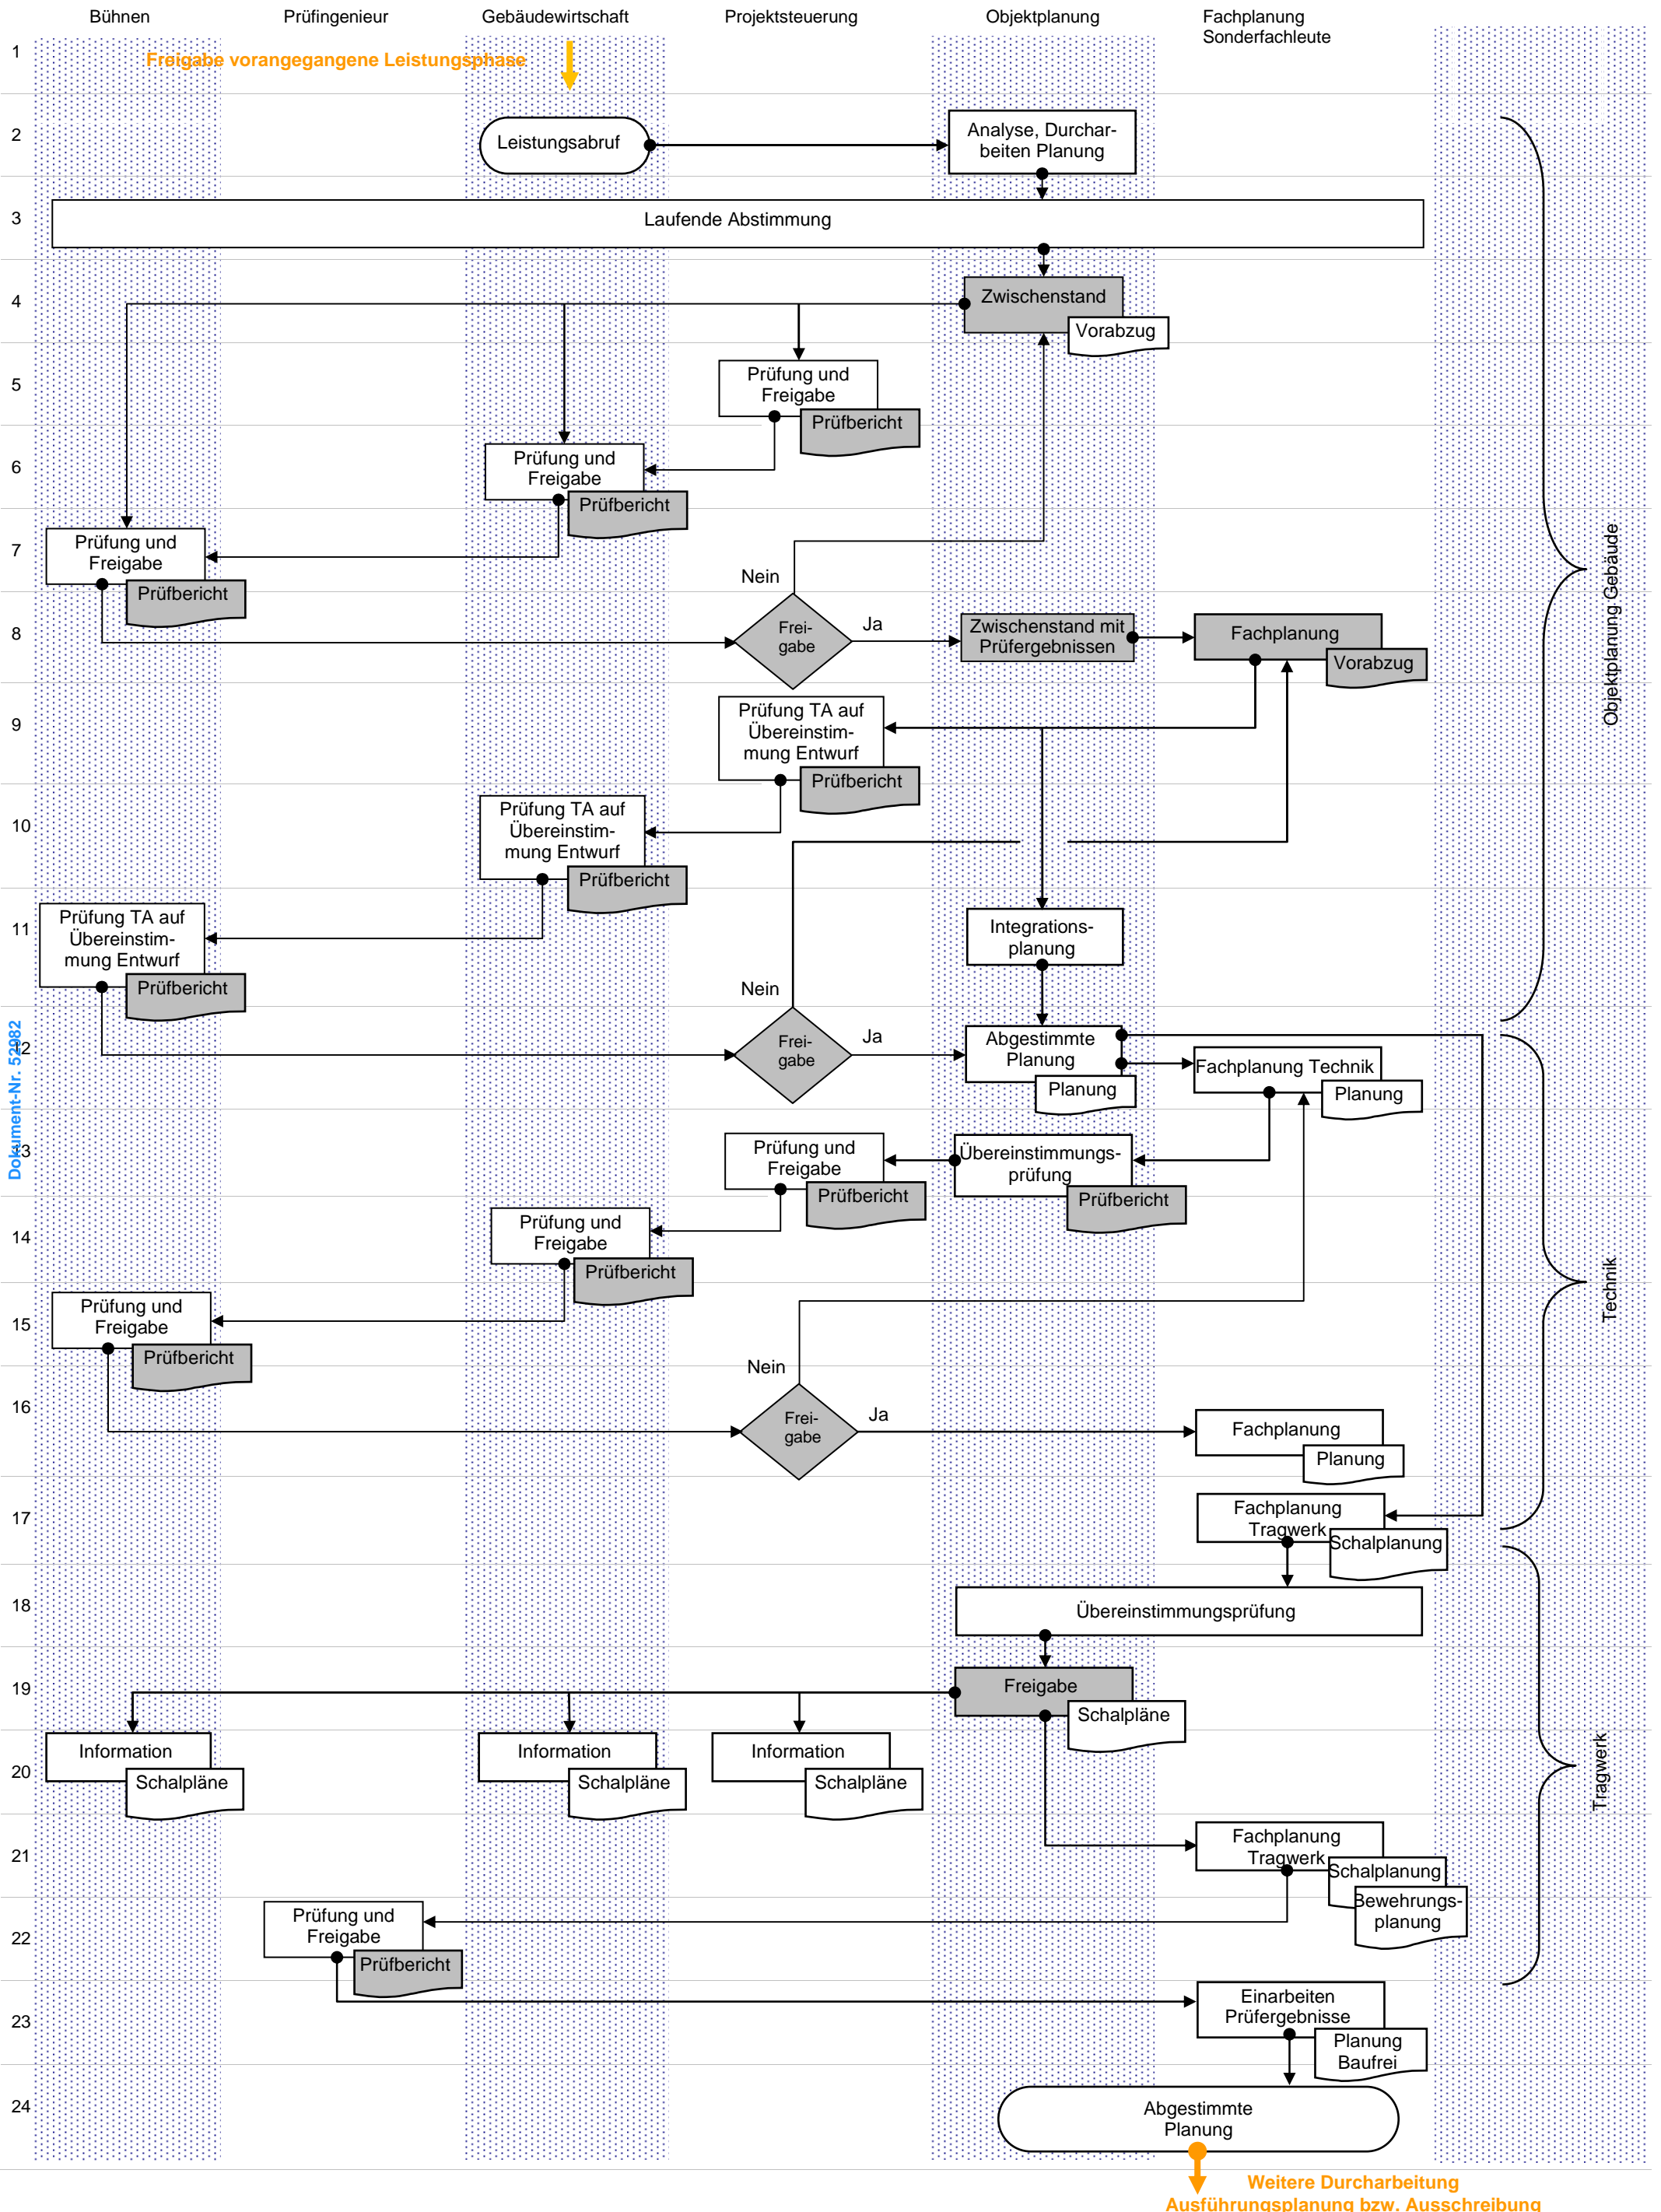 Bühnen
Prüfingenieur
Gebäudewirtschaft
Projektsteuerung
Objektplanung
Fachplanung
Sonderfachleute
1
Freigabe vorangegangene Leistungsphase
2
Leistungsabruf
Analyse, Durchar-
beiten Planung
3
Laufende Abstimmung
4
Zwischenstand
Vorabzug
5
Prüfung und
Freigabe
Prüfbericht
6
Prüfung und
Freigabe
Prüfbericht
7
Prüfung und
Freigabe
Prüfbericht
Nein
8
Frei-
gabe
Ja
Zwischenstand mit
Prüfergebnissen
Fachplanung
Vorabzug
Objektplanung Gebäude
9
Prüfung TA auf
Übereinstim-
mung Entwurf
Prüfbericht
10
Prüfung TA auf
Übereinstim-
mung Entwurf
Prüfbericht
11
Prüfung TA auf
Übereinstim-
mung Entwurf
Prüfbericht
Integrations-
planung
Nein
12
Frei-
gabe
Ja
Abgestimmte
Planung
Planung
Fachplanung Technik
Planung
Dokument-Nr. 52982
13
Prüfung und
Freigabe
Prüfbericht
Übereinstimmungs-
prüfung
Prüfbericht
14
Prüfung und
Freigabe
Prüfbericht
Technik
15
Prüfung und
Freigabe
Prüfbericht
Nein
16
Frei-
gabe
Ja
Fachplanung
Planung
17
Fachplanung
Tragwerk
Schalplanung
18
Übereinstimmungsprüfung
19
Freigabe
Schalpläne
20
Information
Schalpläne
Information
Schalpläne
Information
Schalpläne
Tragwerk
21
Fachplanung
Tragwerk
Schalplanung
Bewehrungs-
planung
22
Prüfung und
Freigabe
Prüfbericht
23
Einarbeiten
Prüfergebnisse
Planung
Baufrei
24
Abgestimmte
Planung
Weitere Durcharbeitung
Ausführungsplanung bzw. Ausschreibung